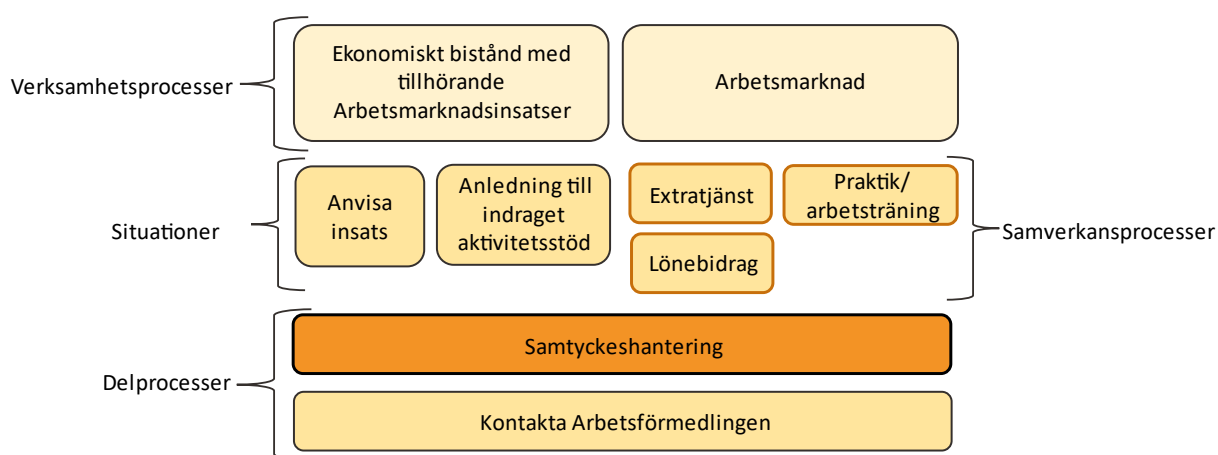 Verksamhetsprocesser
Ekonomiskt bistånd med
tillhörande
Arbetsmarknadsinsatser
Arbetsmarknad
Situationer
Anvisa
insats
Anledning till
indraget
aktivitetsstöd
Extratjänst
Lönebidrag
Praktik/
arbetsträning
Samverkansprocesser
Delprocesser
Samtyckeshantering
Kontakta Arbetsförmedlingen